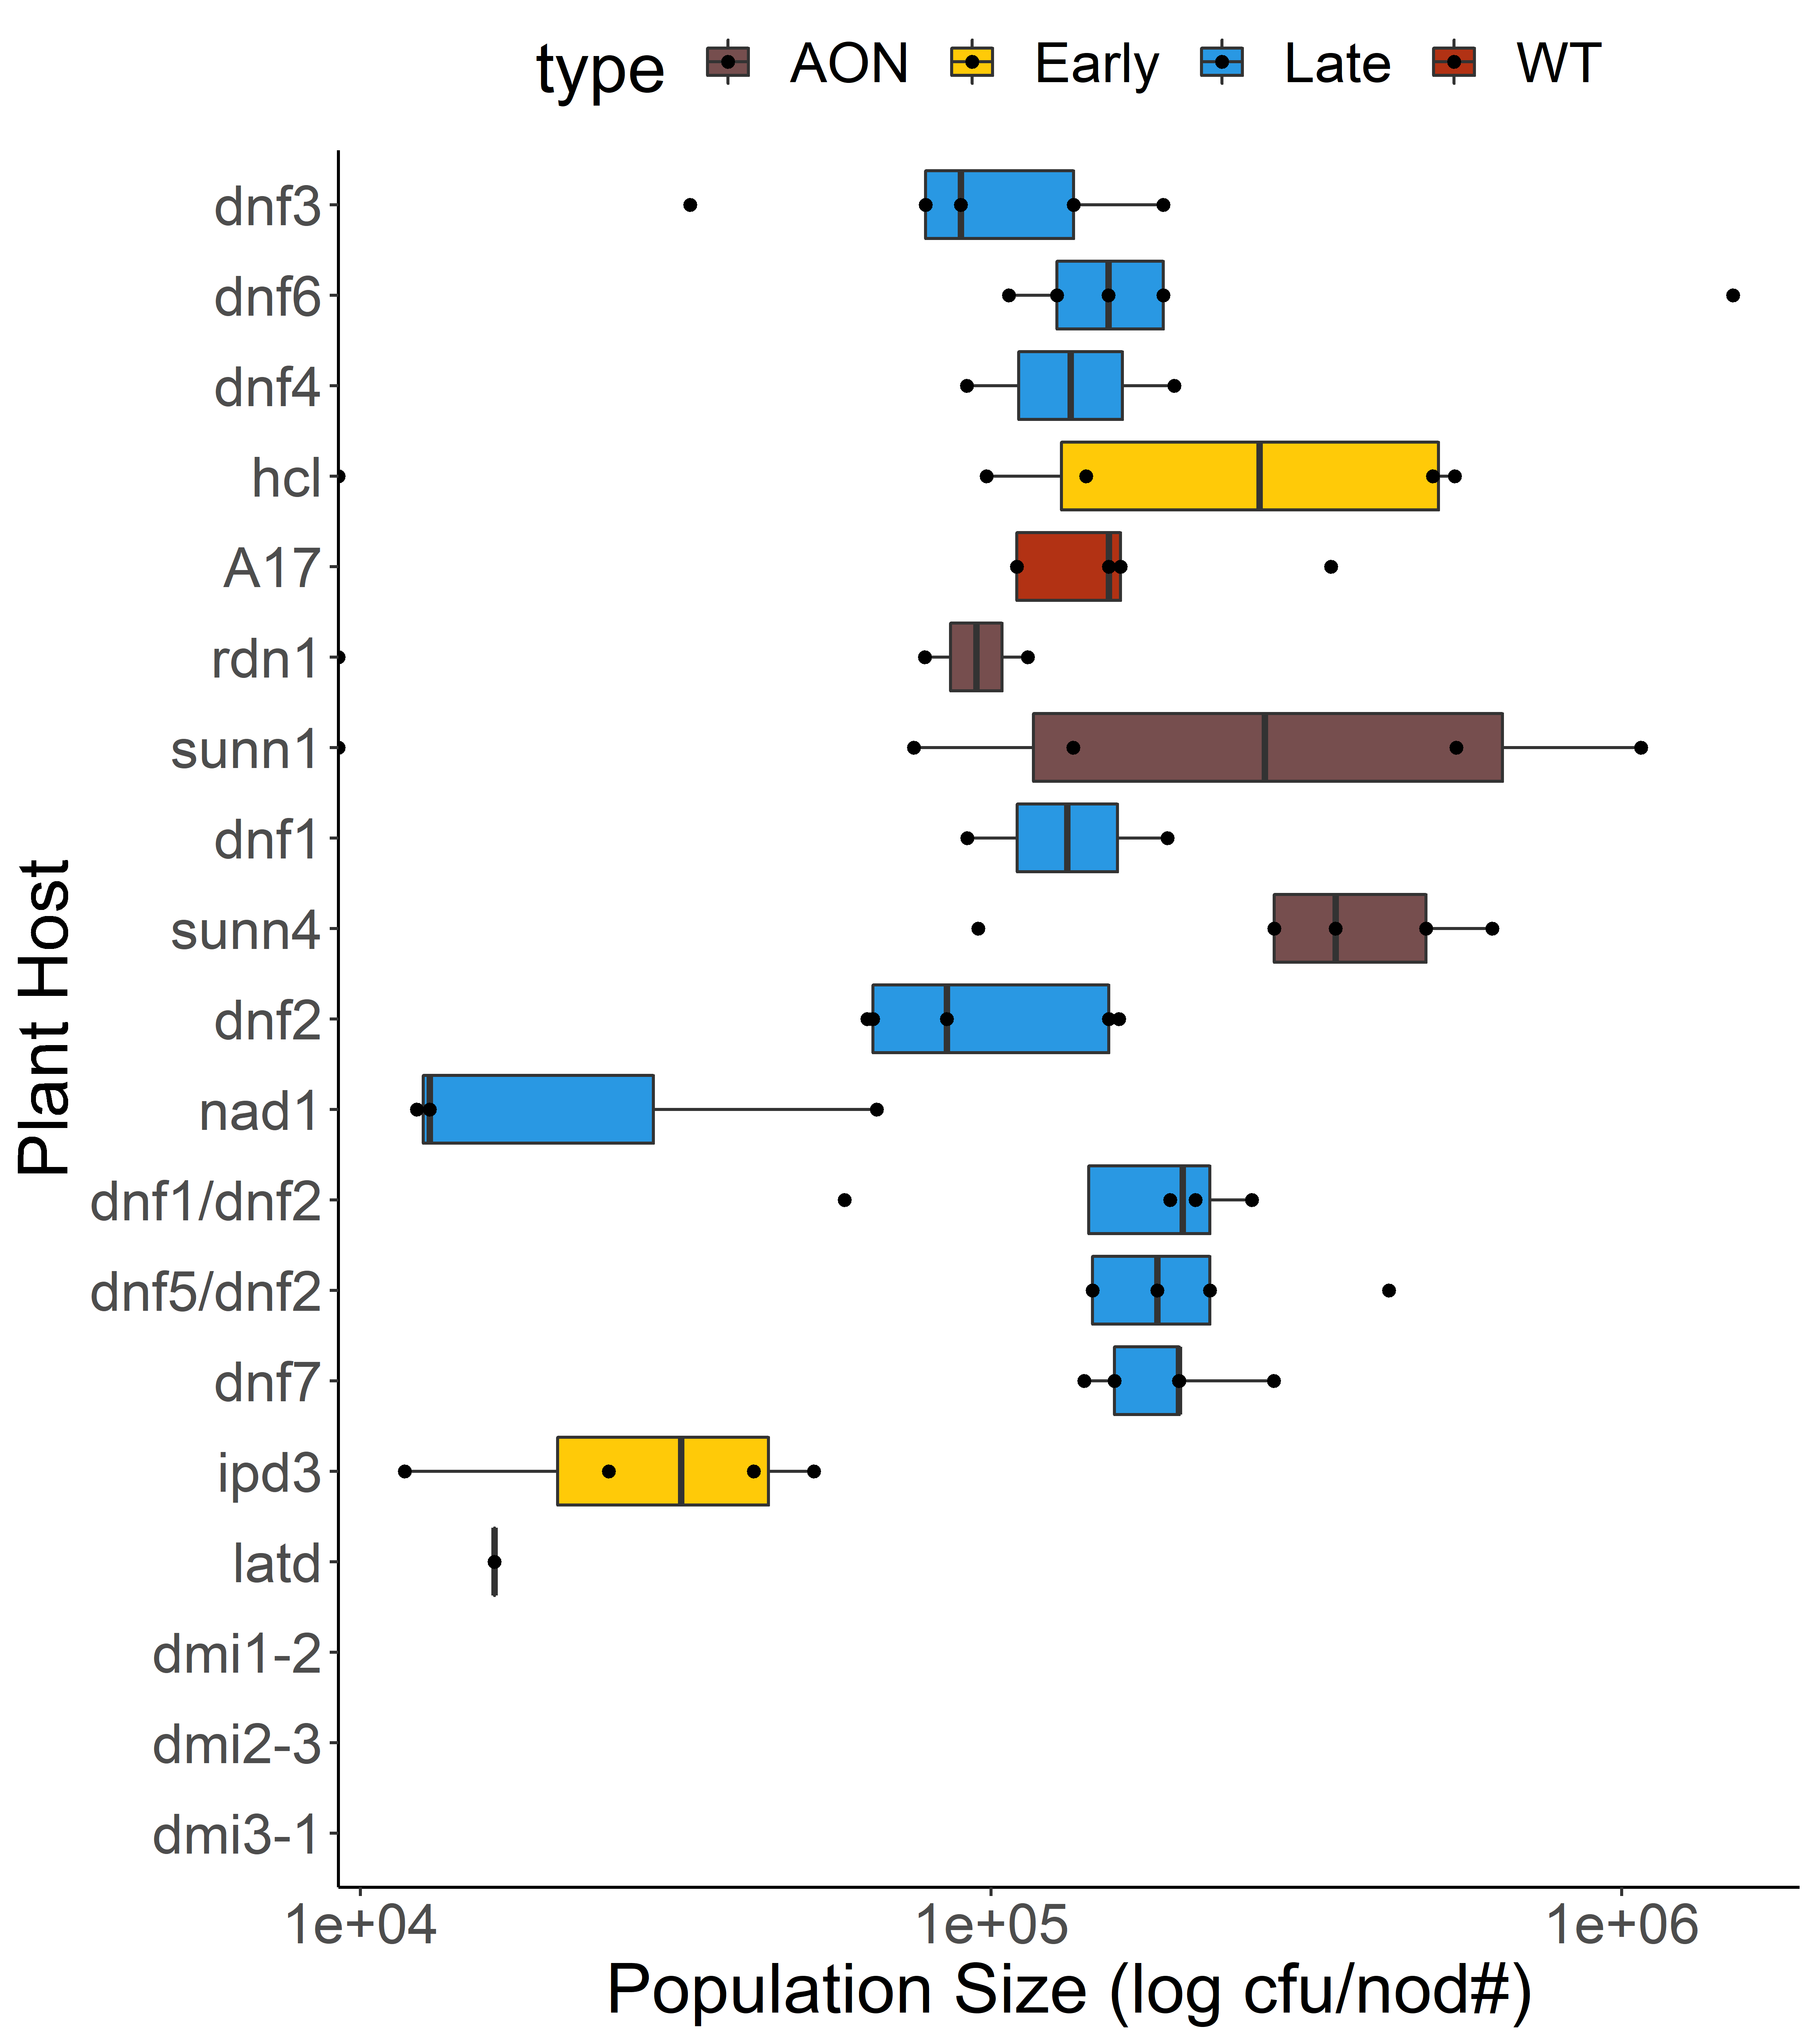 type AON Early Late WT
dnf3
dnf6
dnf4
hcl
A17
rdn1
sunn1
dnf1
sunn4
dnf2
nad1
dnf1/dnf2
dnf5/dnf2
dnf7
ipd3
latd
dmi1-2
dmi2-3
dmi3-1
Plant Host
1e+04 1e+05 1e+06
Population Size (log cfu/nod#)